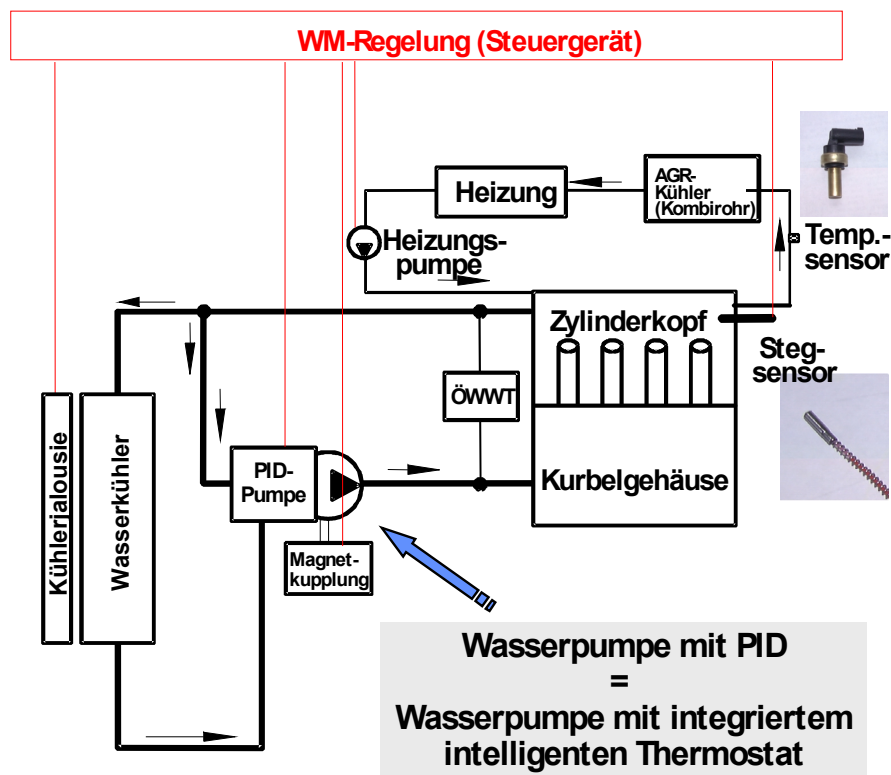 WM-Regelung (Steuergerät)
AGR-
Kühler
(Kombirohr)
Heizung
Heizungs-
pumpe
Temp.-
sensor
Zylinderkopf
Steg-
sensor
ÖWWT
Kühlerjalousie
Wasserkühler
PID-
Pumpe
Kurbelgehäuse
Magnet-
kupplung
Wasserpumpe mit PID
=
Wasserpumpe mit integriertem
intelligenten Thermostat